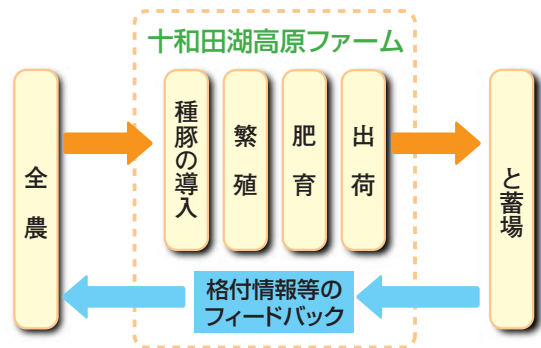 十和田湖高原ファーム
全農
種豚の導入
繁殖
肥育
出荷
と蓄場
格付情報等の
フィードバック